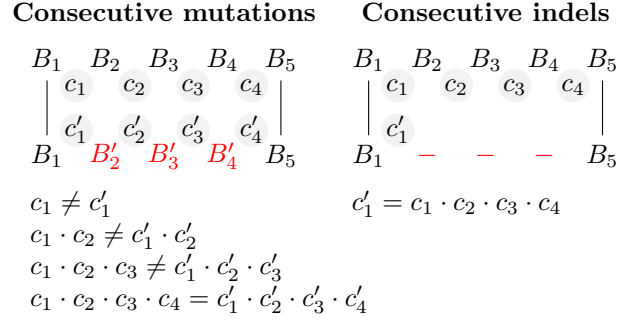 Consecutive mutations
B₁ B₂ B₃ B₄ B₅
c₁ c₂ c₃ c₄
c′₁ c′₂ c′₃ c′₄
B₁ B′₂ B′₃ B′₄ B₅
c₁ ≠ c′₁
c₁ · c₂ ≠ c′₁ · c′₂
c₁ · c₂ · c₃ ≠ c′₁ · c′₂ · c′₃
c₁ · c₂ · c₃ · c₄ = c′₁ · c′₂ · c′₃ · c′₄
Consecutive indels
B₁ B₂ B₃ B₄ B₅
c₁ c₂ c₃ c₄
c′₁
B₁ − − − B₅
c′₁ = c₁ · c₂ · c₃ · c₄